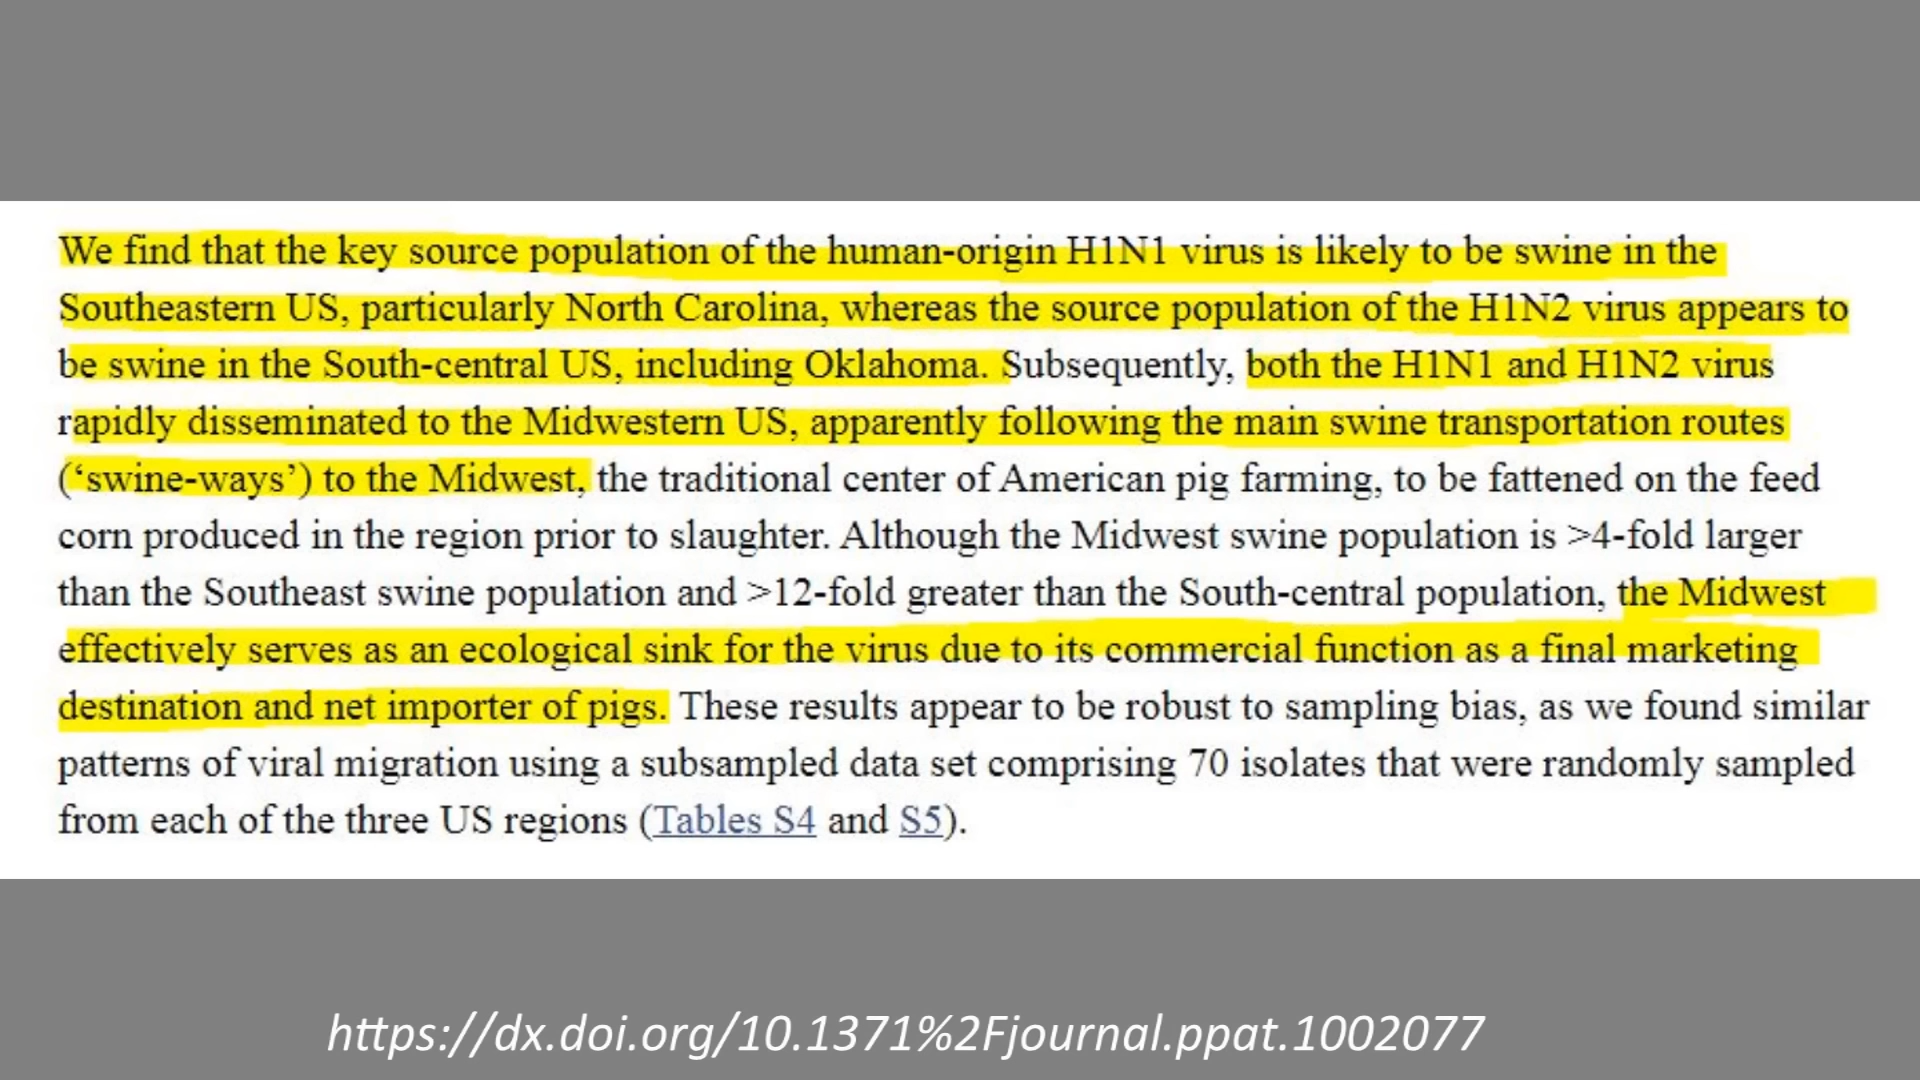 We find that the key source population of the human-origin H1N1 virus is likely to be swine in the
Southeastern US, particularly North Carolina, whereas the source population of the H1N2 virus appears to
be swine in the South-central US, including Oklahoma. Subsequently, both the H1N1 and H1N2 virus
rapidly disseminated to the Midwestern US, apparently following the main swine transportation routes
(‘swine-ways’) to the Midwest, the traditional center of American pig farming, to be fattened on the feed
corn produced in the region prior to slaughter. Although the Midwest swine population is >4-fold larger
than the Southeast swine population and >12-fold greater than the South-central population, the Midwest
effectively serves as an ecological sink for the virus due to its commercial function as a final marketing
destination and net importer of pigs. These results appear to be robust to sampling bias, as we found similar
patterns of viral migration using a subsampled data set comprising 70 isolates that were randomly sampled
from each of the three US regions (Tables S4 and S5).
https://dx.doi.org/10.1371%2Fjournal.ppat.1002077